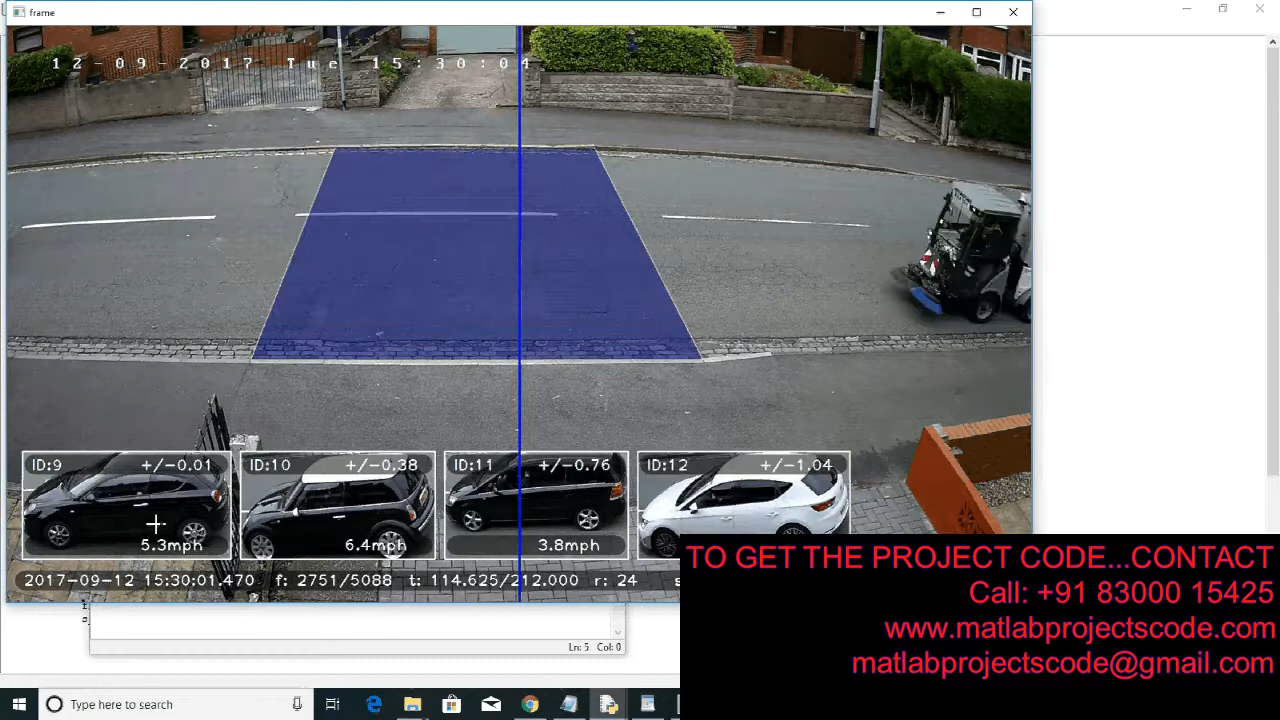 frame
12-09-2017 Tue 15:30:04
ID:9 +/-0.01
5.3mph
ID:10 +/-0.38
6.4mph
ID:11 +/-0.76
3.8mph
ID:12 +/-1.04
2017-09-12 15:30:01.470 f: 2751/5088 t: 114.625/212.000 r: 24
TO GET THE PROJECT CODE...CONTACT
Call: +91 83000 15425
www.matlabprojectscode.com
matlabprojectscode@gmail.com
Ln: 5 Col: 0
Type here to search